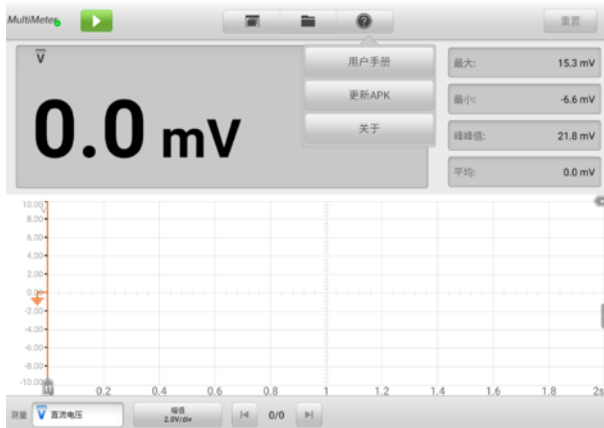 MultiMeter
重置
V
0.0 mV
用户手册
更新APK
关于
最大: 15.3 mV
最小: -6.6 mV
峰峰值: 21.8 mV
平均: 0.0 mV
10.00
V
8.00
6.00
4.00
2.00
0.00
-2.00
-4.00
-6.00
-8.00
-10.00
0.2 0.4 0.6 0.8 1 1.2 1.4 1.6 1.8 2s
测量 V 直流电压 幅值 0/0
2.0V/div